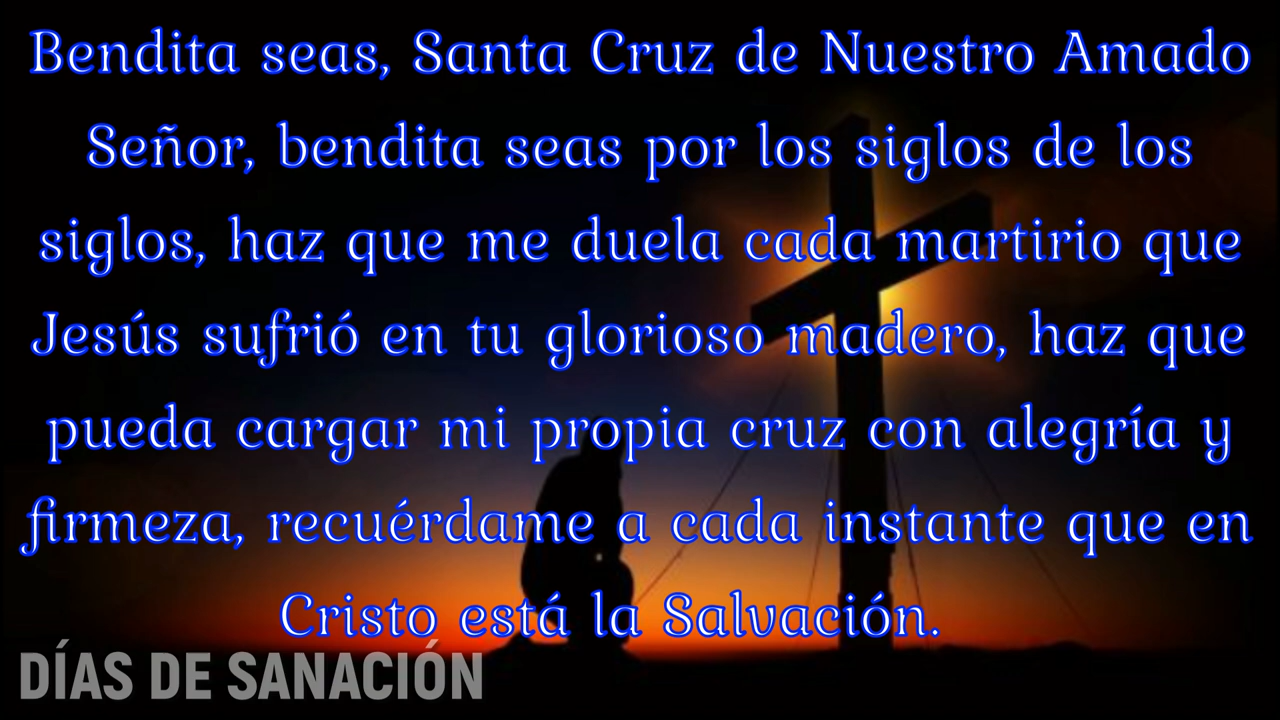 Bendita seas, Santa Cruz de Nuestro Amado
Señor, bendita seas por los siglos de los
siglos, haz que me duela cada martirio que
Jesús sufrió en tu glorioso madero, haz que
pueda cargar mi propia cruz con alegría y
firmeza, recuérdame a cada instante que en
Cristo está la Salvación.
DÍAS DE SANACIÓN